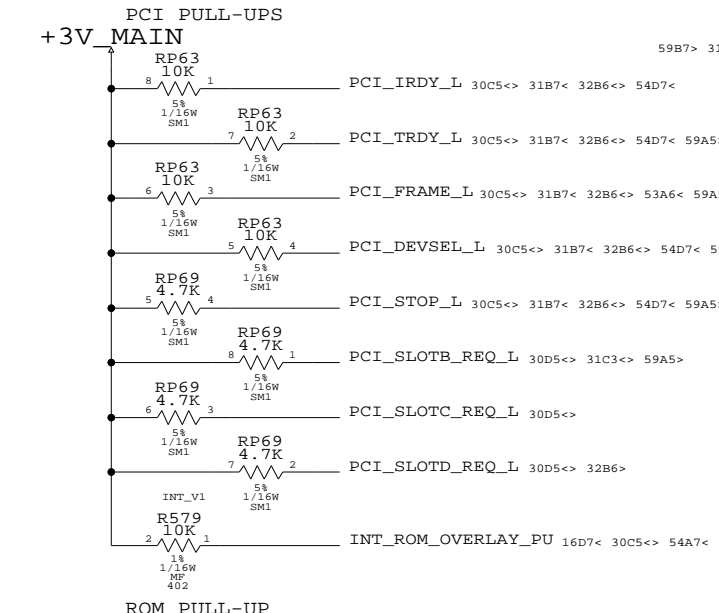 PCI PULL-UPS
+3V_MAIN
59B7> 31
RP63
10K
8 1
5%
1/16W
SM1
PCI_IRDY_L 30C5<> 31B7< 32B6<> 54D7<
RP63
10K
7 2
5%
1/16W
SM1
PCI_TRDY_L 30C5<> 31B7< 32B6<> 54D7< 59A5
RP63
10K
6 3
5%
1/16W
SM1
PCI_FRAME_L 30C5<> 31B7< 32B6<> 53A6< 59A
RP63
10K
5 4
5%
1/16W
SM1
PCI_DEVSEL_L 30C5<> 31B7< 32B6<> 54D7< 5
RP69
4.7K
5 4
5%
1/16W
SM1
PCI_STOP_L 30C5<> 31B7< 32B6<> 54D7< 59A5
RP69
4.7K
8 1
5%
1/16W
SM1
PCI_SLOTB_REQ_L 30D5<> 31C3<> 59A5>
RP69
4.7K
6 3
5%
1/16W
SM1
PCI_SLOTC_REQ_L 30D5<>
RP69
4.7K
7 2
5%
1/16W
SM1
PCI_SLOTD_REQ_L 30D5<> 32B6>
INT_V1
R579
10K
2 1
1%
1/16W
MF
402
INT_ROM_OVERLAY_PU 16D7< 30C5<> 54A7<
ROM PULL-UP